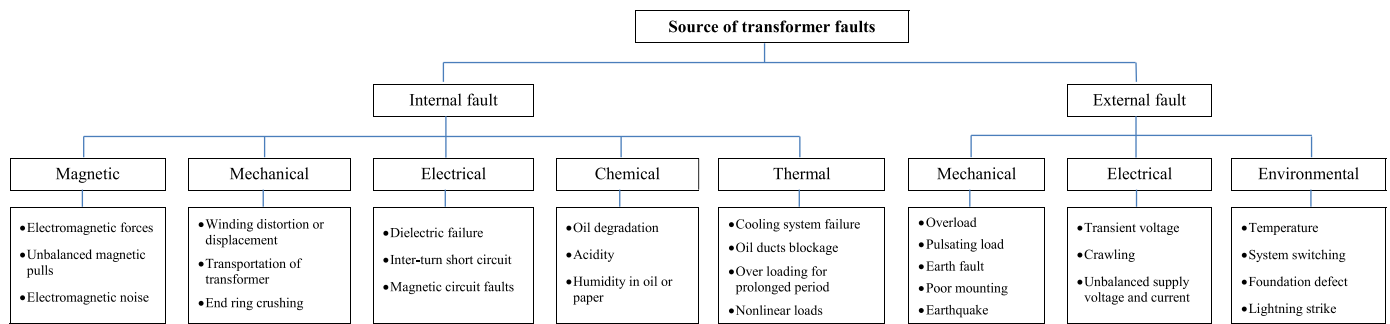 Source of transformer faults
Internal fault
External fault
Magnetic
Mechanical
Electrical
Chemical
Thermal
Mechanical
Electrical
Environmental
•Electromagnetic forces
•Unbalanced magnetic
pulls
•Electromagnetic noise
•Winding distortion or
displacement
•Transportation of
transformer
•End ring crushing
•Dielectric failure
•Inter-turn short circuit
•Magnetic circuit faults
•Oil degradation
•Acidity
•Humidity in oil or
paper
•Cooling system failure
•Oil ducts blockage
•Over loading for
prolonged period
•Nonlinear loads
•Overload
•Pulsating load
•Earth fault
•Poor mounting
•Earthquake
•Transient voltage
•Crawling
•Unbalanced supply
voltage and current
•Temperature
•System switching
•Foundation defect
•Lightning strike